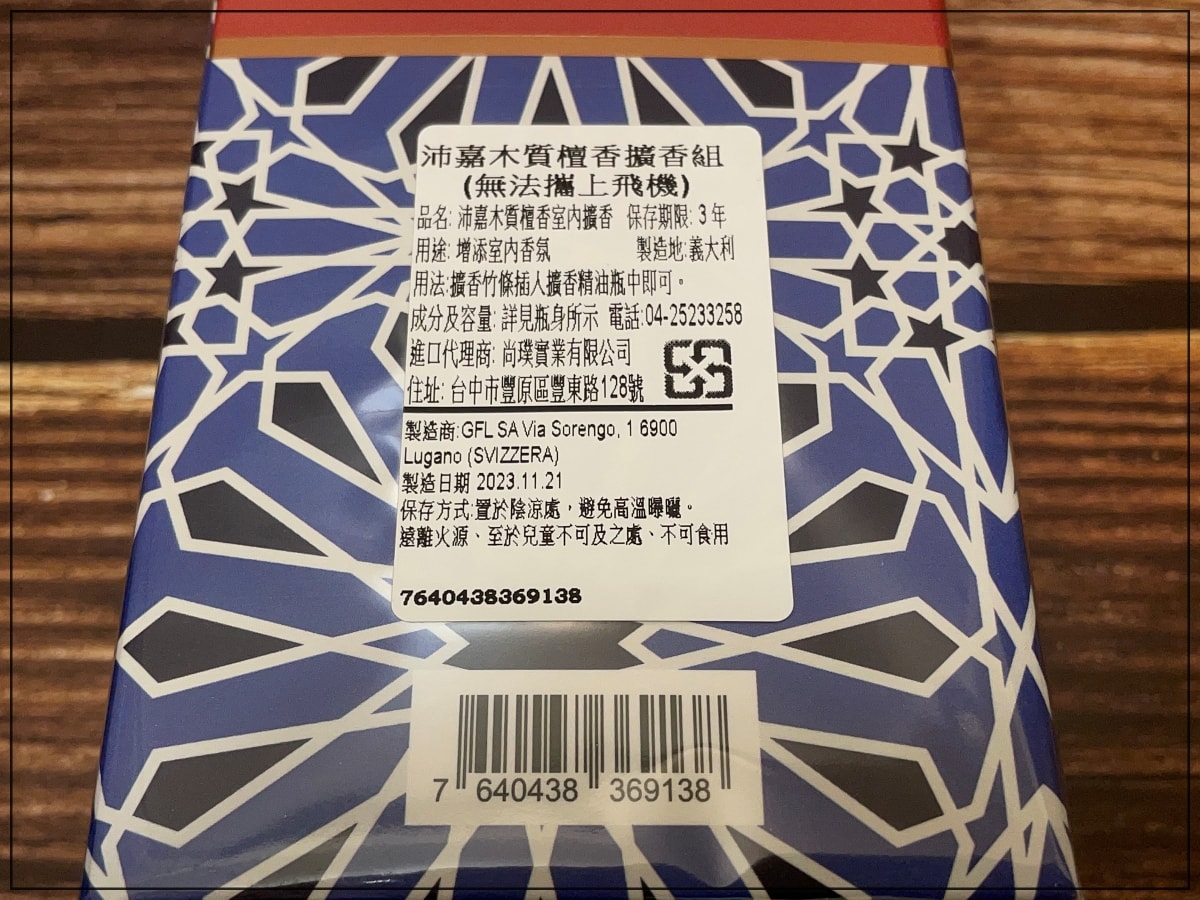 沛嘉木質檀香擴香組
(無法攜上飛機)
品名: 沛嘉木質檀香室內擴香 保存期限: 3 年
用途: 增添室內香氛 製造地:義大利
用法:擴香竹條插人擴香精油瓶中即可。
成分及容量: 詳見瓶身所示 電話:04-25233258
進口代理商: 尚璞實業有限公司
住址: 台中市豐原區豐東路128號
製造商:GFL SA Via Sorengo, 1 6900
Lugano (SVIZZERA)
製造日期 2023.11.21
保存方式:置於陰涼處，避免高溫曝曬。
遠離火源、至於兒童不可及之處、不可食用
7640438369138
7 640438 369138